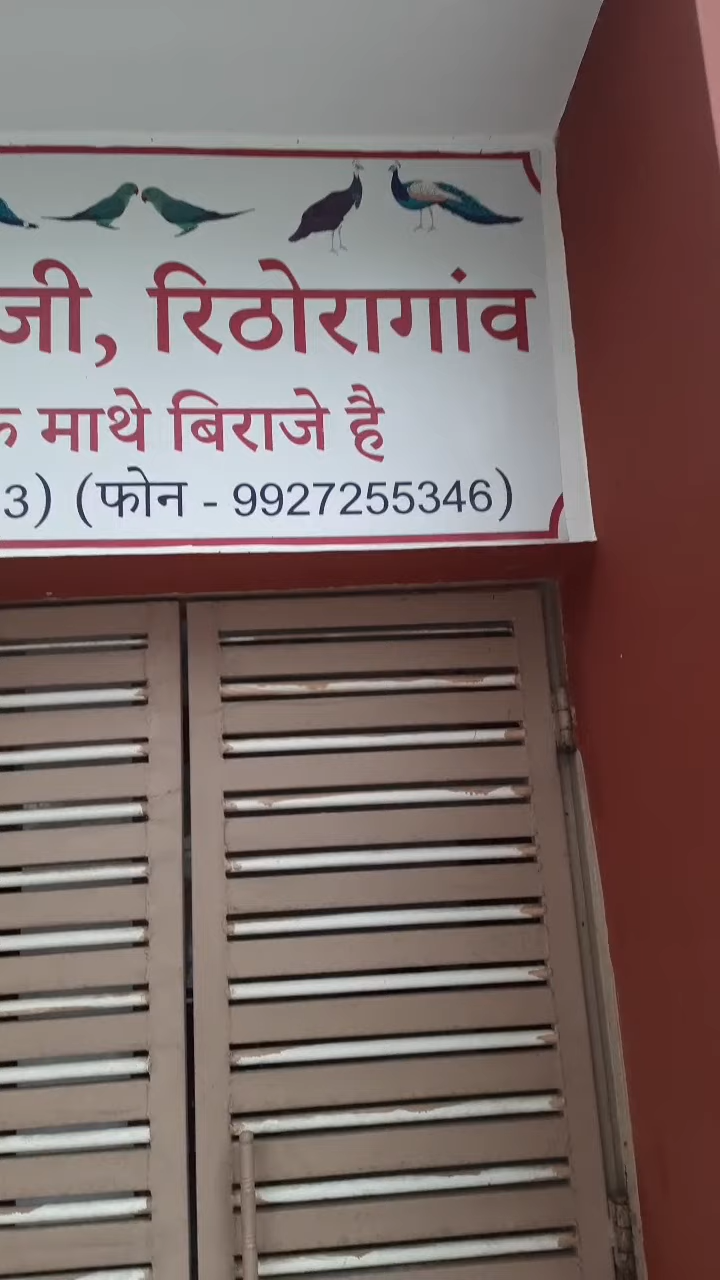 जी, रिठोरागांव
माथे बिराजे है
3) (फोन - 9927255346)